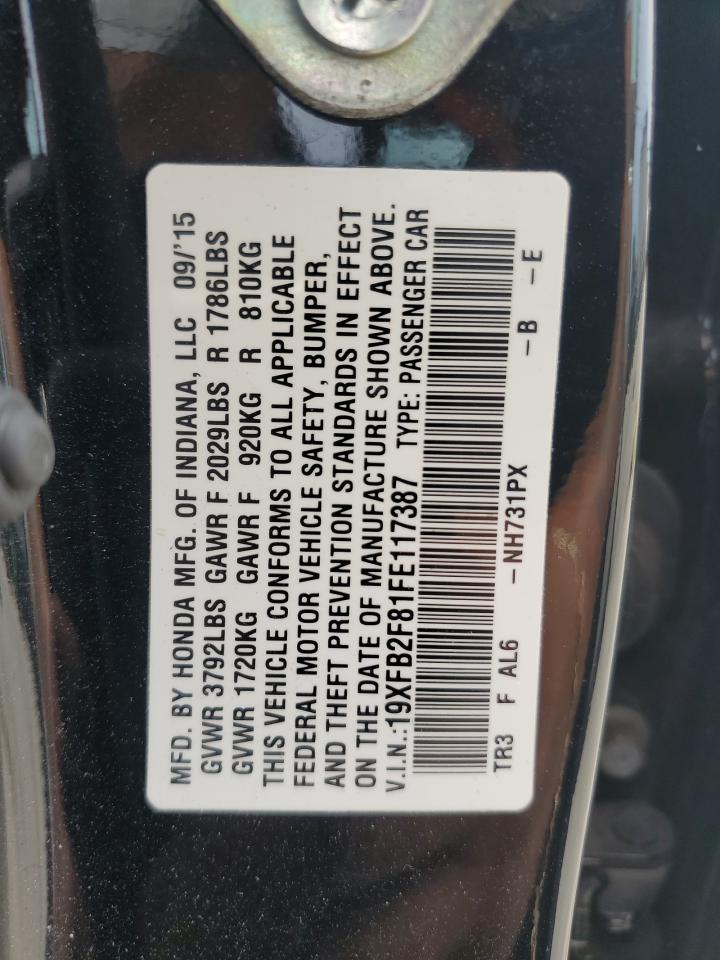 MFD. BY HONDA MFG. OF INDIANA, LLC 09/'15
GVWR 3792LBS GAWR F 2029LBS R 1786LBS
GVWR 1720KG GAWR F 920KG R 810KG
THIS VEHICLE CONFORMS TO ALL APPLICABLE
FEDERAL MOTOR VEHICLE SAFETY, BUMPER,
AND THEFT PREVENTION STANDARDS IN EFFECT
ON THE DATE OF MANUFACTURE SHOWN ABOVE.
V.I.N.:19XFB2F81FE117387 TYPE: PASSENGER CAR
TR3 F AL6 -NH731PX -B -E